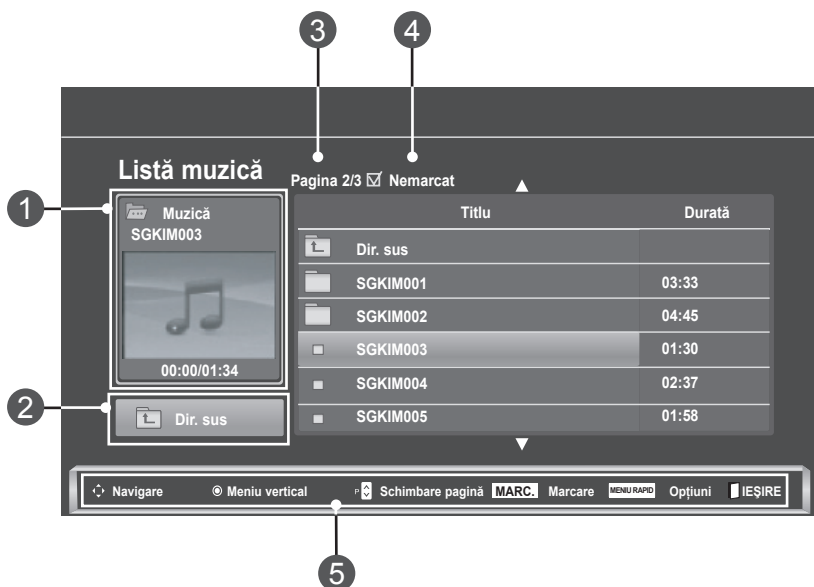 3
4
Listă muzică
Pagina 2/3 Nemarcat
1
Muzică
SGKIM003
00:00/01:34
2
Dir. sus
Titlu Durată
Dir. sus
SGKIM001 03:33
SGKIM002 04:45
SGKIM003 01:30
SGKIM004 02:37
SGKIM005 01:58
Navigare Meniu vertical P Schimbare pagină MARC. Marcare MENIU RAPID Opțiuni IEȘIRE
5